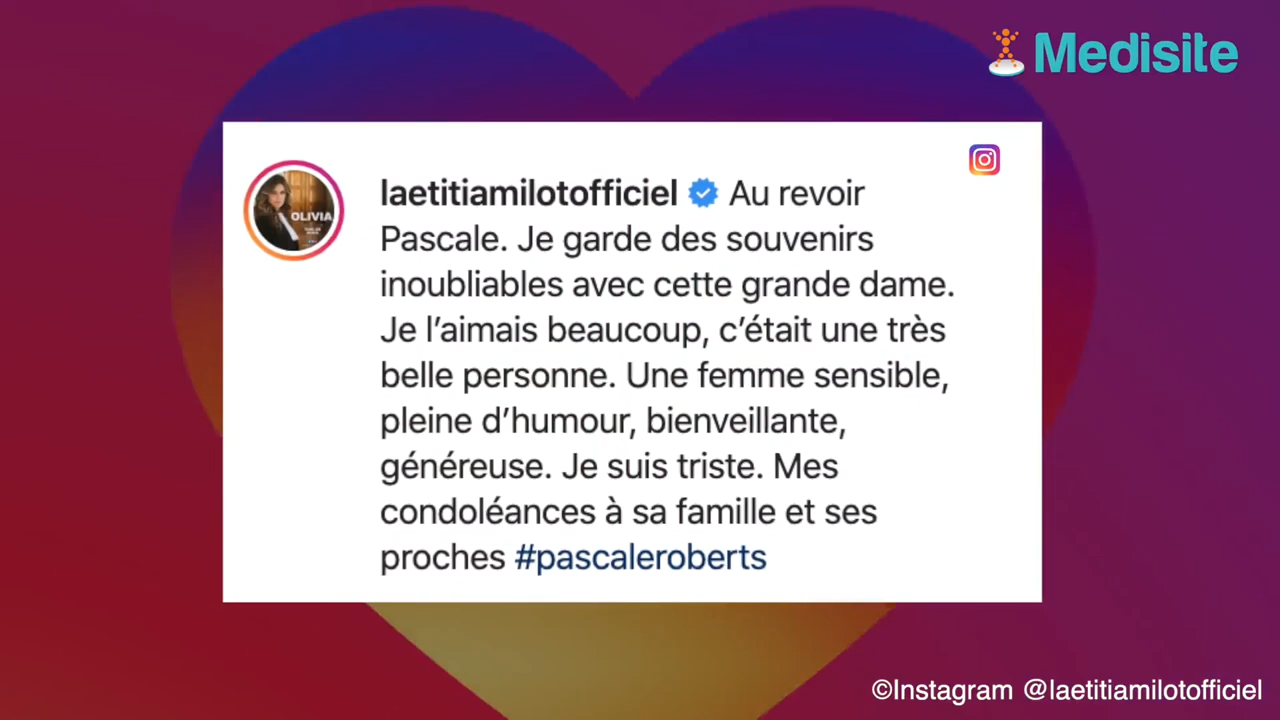 Medisite
laetitiamilotofficiel Au revoir
Pascale. Je garde des souvenirs
inoubliables avec cette grande dame.
Je l’aimais beaucoup, c’était une très
belle personne. Une femme sensible,
pleine d’humour, bienveillante,
généreuse. Je suis triste. Mes
condoléances à sa famille et ses
proches #pascaleroberts
OLIVIA
©Instagram @laetitiamilotofficiel